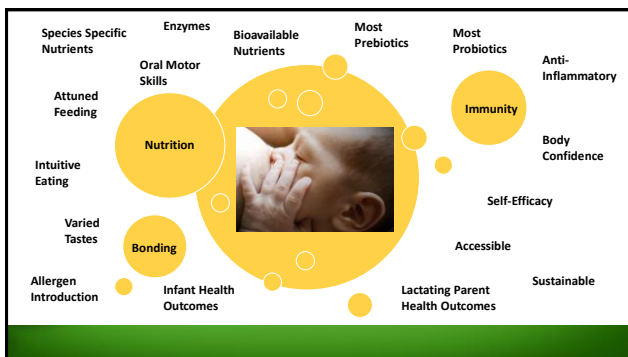 Species Specific
Nutrients
Enzymes
Bioavailable
Nutrients
Most
Prebiotics
Most
Probiotics
Anti-
Inflammatory
Oral Motor
Skills
Attuned
Feeding
Immunity
Nutrition
Body
Confidence
Intuitive
Eating
Self-Efficacy
Varied
Tastes
Bonding
Accessible
Allergen
Introduction
Infant Health
Outcomes
Lactating Parent
Health Outcomes
Sustainable